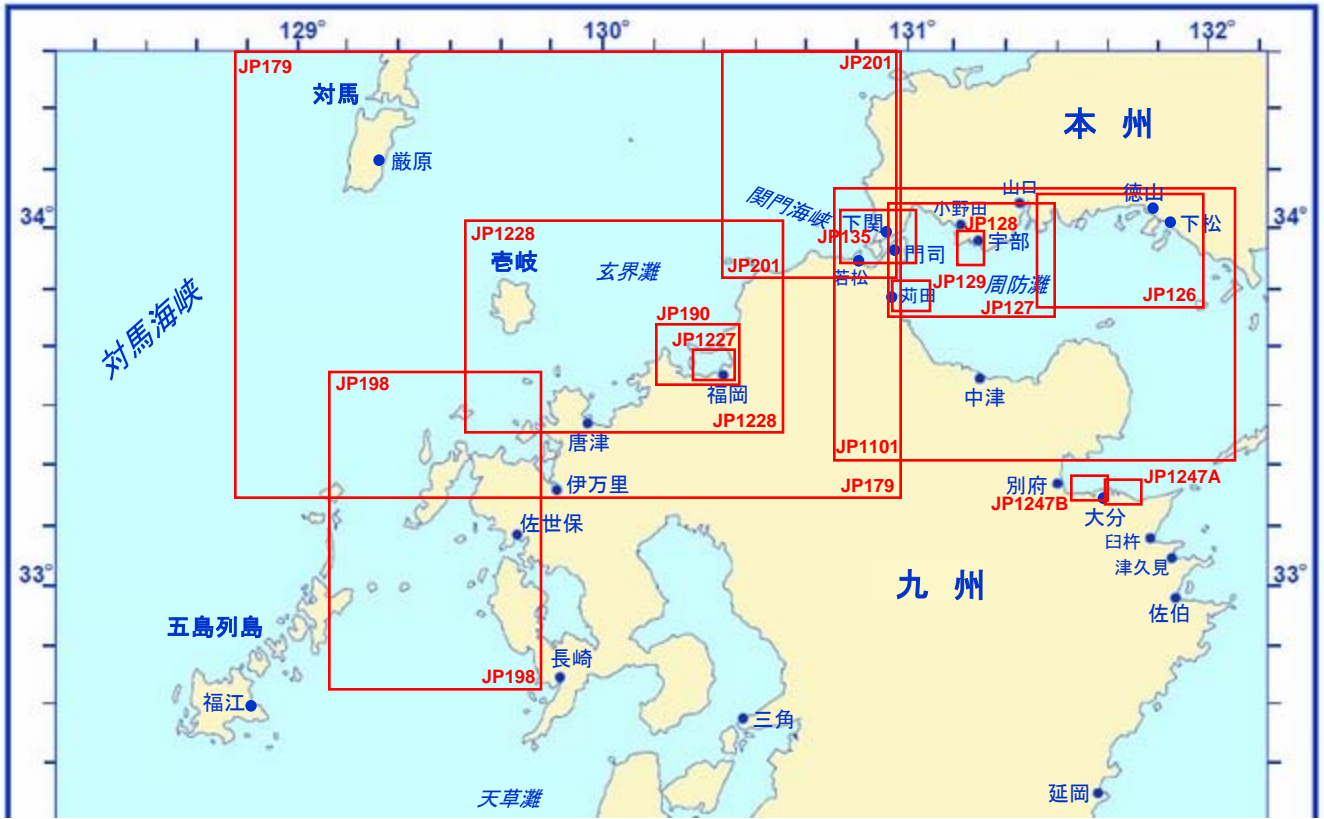 129° 130° 131° 132°
JP179 JP201
対馬
本 州
厳原
関門海峡 山口 徳山
34° 下関 小野田 下松 34°
JP1228 JP135 JP128
壱岐 門司 宇部
玄界灘 JP201 若松 JP129 周防灘
苅田 JP126
対馬海峡 JP190 JP127
JP1227
JP198 福岡 中津
JP1228
唐津 JP1101
伊万里 JP179 別府 JP1247A
JP1247B
佐世保 大分
臼杵
33° 九 州 津久見 33°
五島列島 佐伯
長崎
JP198
福江
三角
天草灘 延岡